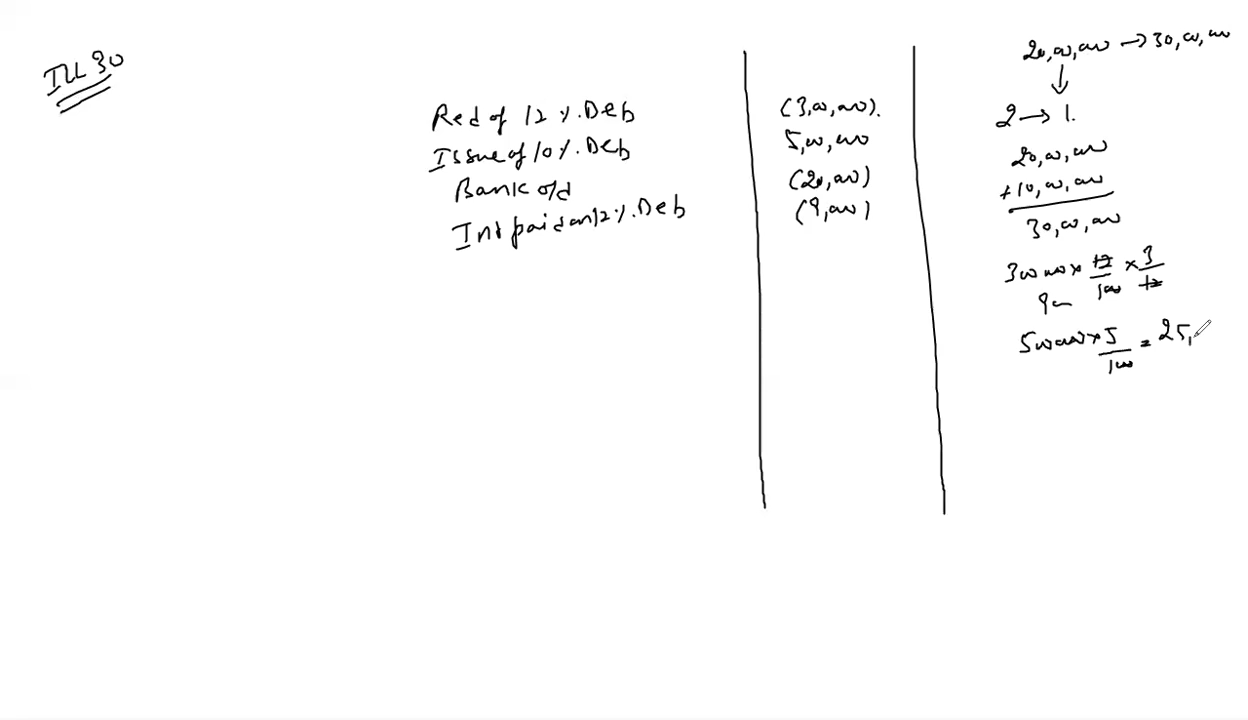 ILL 30
20,00,000 → 30,00,000
↓
2 → 1.
Red of 12 %. Deb (3,00,000).
Issue of 10 %. Deb 5,00,000
Bank o/d (20,000)
Int paid on 12 %. Deb (9,000)
20,00,000
+10,00,000
30,00,000
300000 × 12/100 × 3/12
500000 × 5/100 = 25,